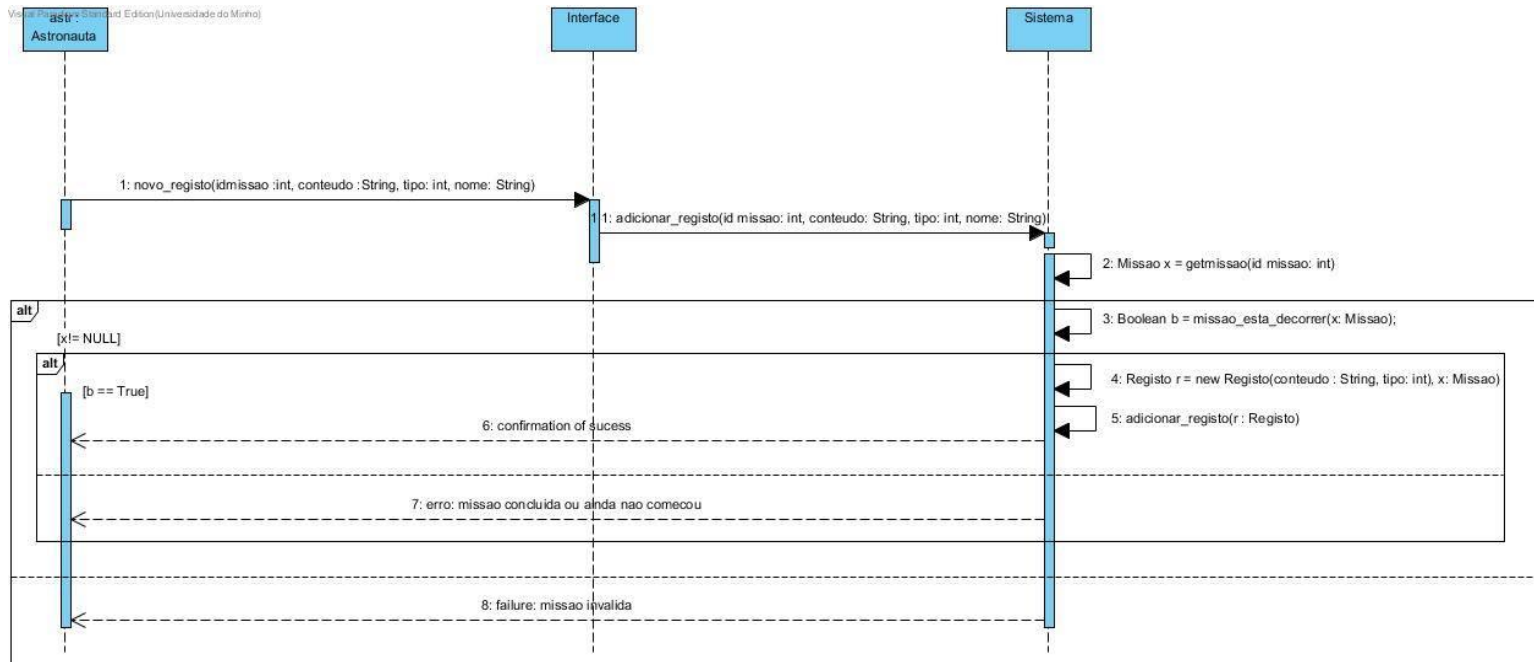 Visual Paradigm Standard Edition(Universidade do Minho)
astr :
Astronauta
Interface
Sistema
1: novo_registo(idmissao :int, conteudo :String, tipo: int, nome: String)
1.1: adicionar_registo(id missao: int, conteudo: String, tipo: int, nome: String)
2: Missao x = getmissao(id missao: int)
alt
3: Boolean b = missao_esta_decorrer(x: Missao);
[x!= NULL]
alt
4: Registo r = new Registo(conteudo : String, tipo: int), x: Missao)
[b == True]
5: adicionar_registo(r : Registo)
6: confirmation of sucess
7: erro: missao concluida ou ainda nao comecou
8: failure: missao invalida